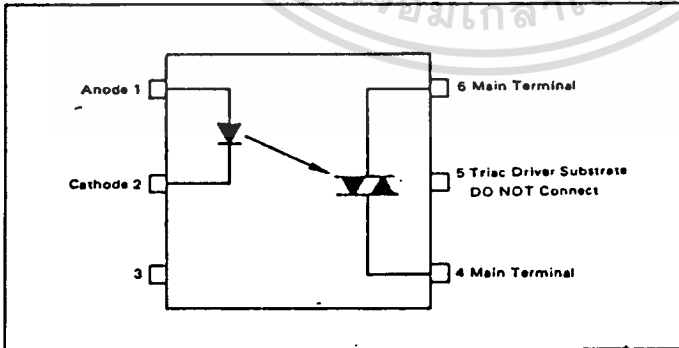 Anode 1
6 Main Terminal
Cathode 2
5 Triac Driver Substrate
DO NOT Connect
3
4 Main Terminal